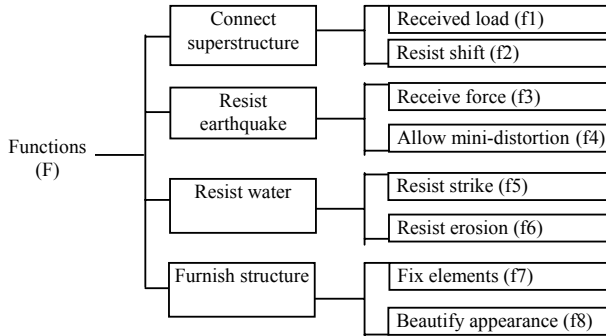 Functions
(F)
Connect
superstructure
Received load (f1)
Resist shift (f2)
Resist
earthquake
Receive force (f3)
Allow mini-distortion (f4)
Resist water
Resist strike (f5)
Resist erosion (f6)
Furnish structure
Fix elements (f7)
Beautify appearance (f8)